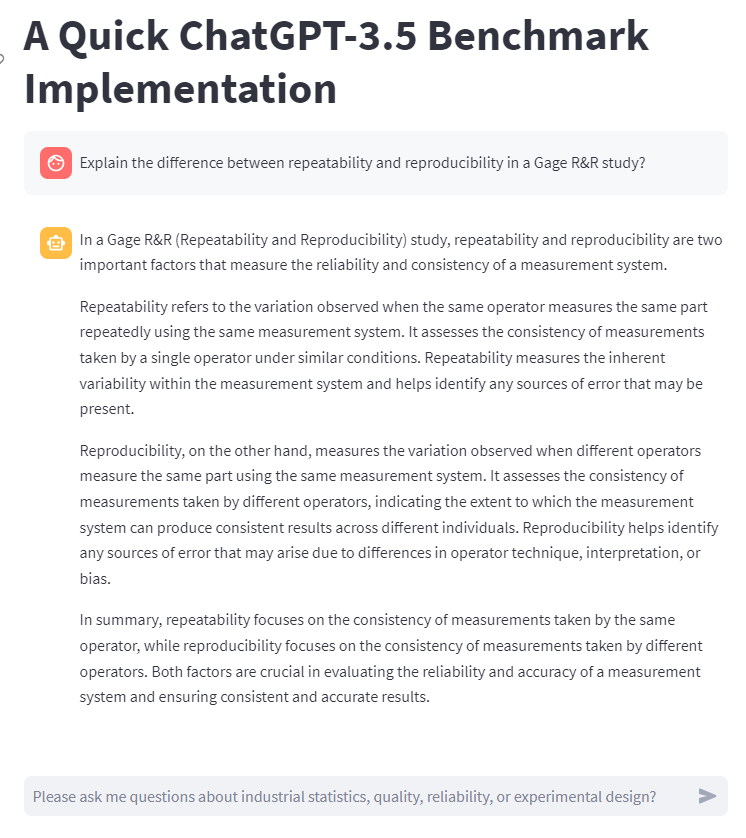 A Quick ChatGPT-3.5 Benchmark
Implementation
Explain the difference between repeatability and reproducibility in a Gage R&R study?
In a Gage R&R (Repeatability and Reproducibility) study, repeatability and reproducibility are two
important factors that measure the reliability and consistency of a measurement system.
Repeatability refers to the variation observed when the same operator measures the same part
repeatedly using the same measurement system. It assesses the consistency of measurements
taken by a single operator under similar conditions. Repeatability measures the inherent
variability within the measurement system and helps identify any sources of error that may be
present.
Reproducibility, on the other hand, measures the variation observed when different operators
measure the same part using the same measurement system. It assesses the consistency of
measurements taken by different operators, indicating the extent to which the measurement
system can produce consistent results across different individuals. Reproducibility helps identify
any sources of error that may arise due to differences in operator technique, interpretation, or
bias.
In summary, repeatability focuses on the consistency of measurements taken by the same
operator, while reproducibility focuses on the consistency of measurements taken by different
operators. Both factors are crucial in evaluating the reliability and accuracy of a measurement
system and ensuring consistent and accurate results.
Please ask me questions about industrial statistics, quality, reliability, or experimental design?